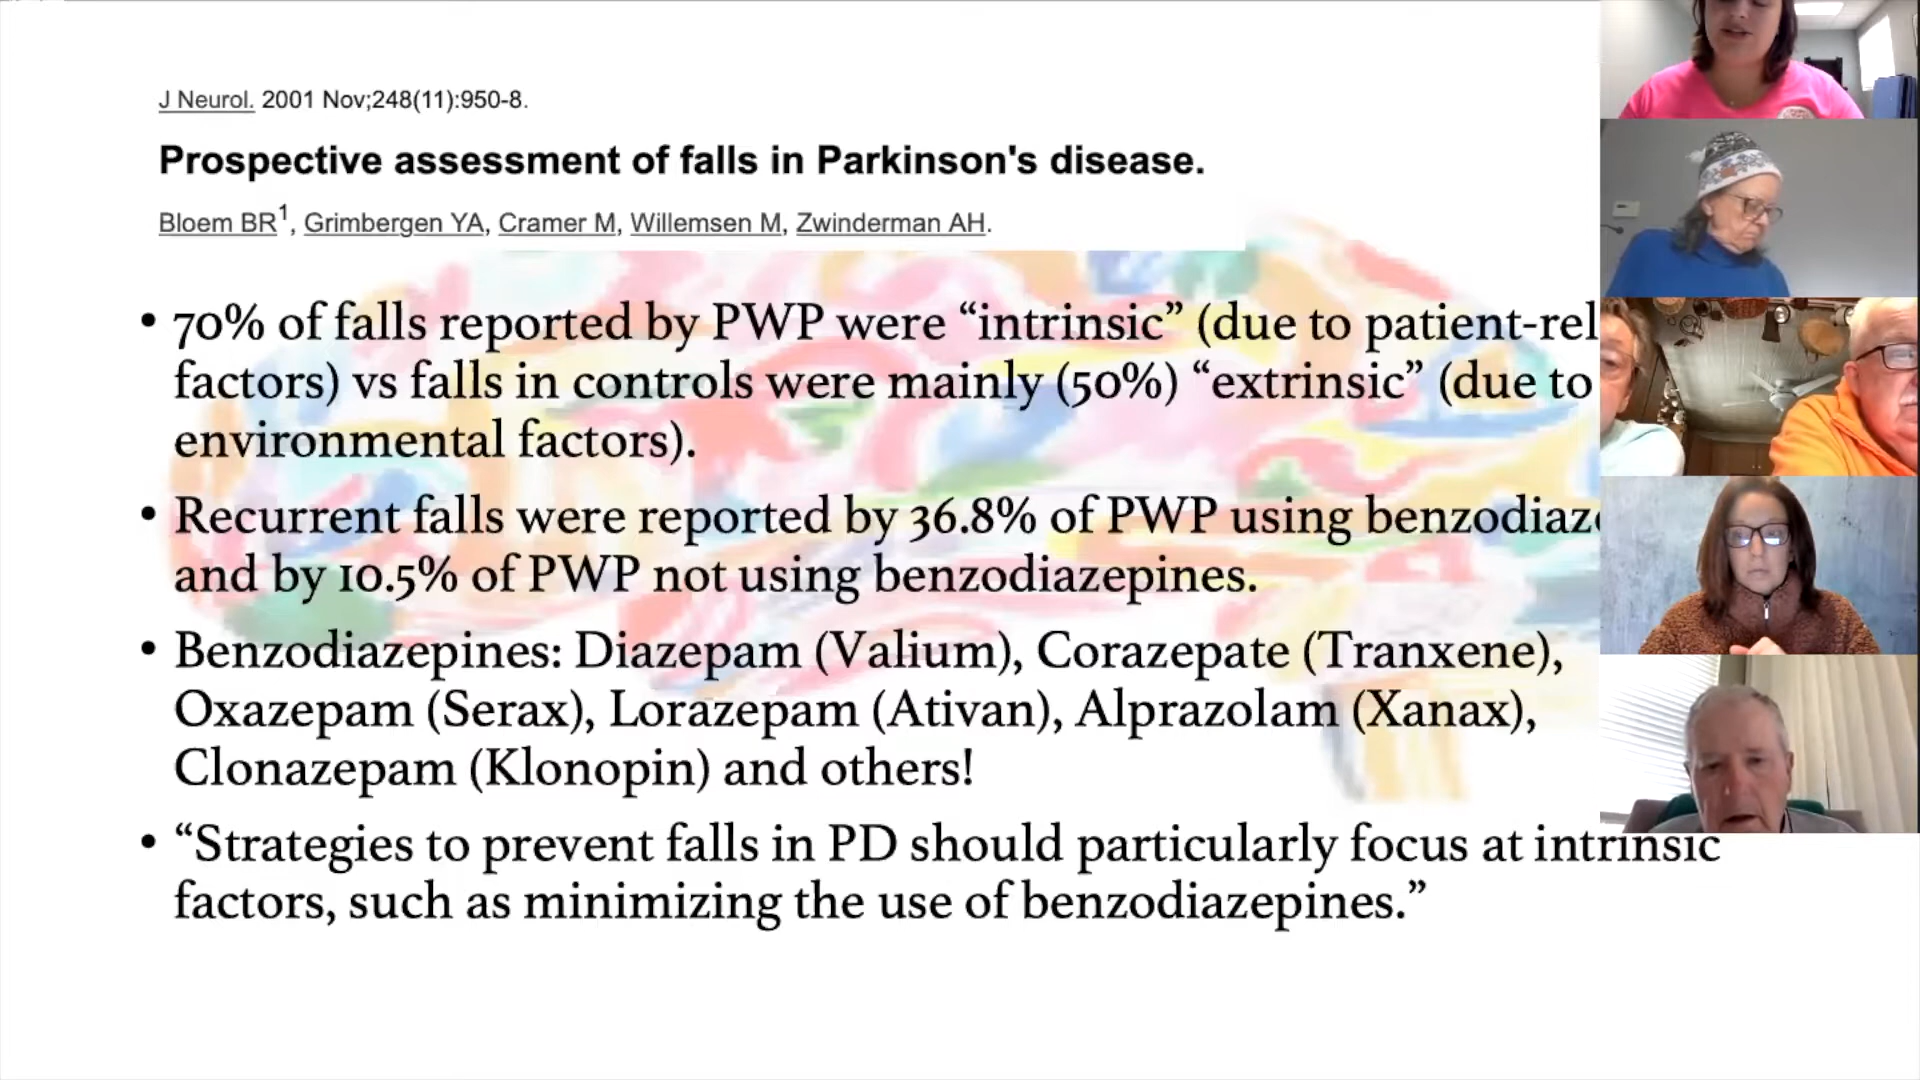 J Neurol. 2001 Nov;248(11):950-8.
Prospective assessment of falls in Parkinson's disease.
Bloem BR1, Grimbergen YA, Cramer M, Willemsen M, Zwinderman AH.
• 70% of falls reported by PWP were “intrinsic” (due to
factors) vs falls in controls were mainly (50%) “extrinsic” (due to
environmental factors).
• Recurrent falls were reported by 36.8% of PWP using
and by 10.5% of PWP not using benzodiazepines.
• Benzodiazepines: Diazepam (Valium), Corazepate (Tranxene),
Oxazepam (Serax), Lorazepam (Ativan), Alprazolam (Xanax),
Clonazepam (Klonopin) and others!
• “Strategies to prevent falls in PD should particularly focus at intrinsic
factors, such as minimizing the use of benzodiazepines.”